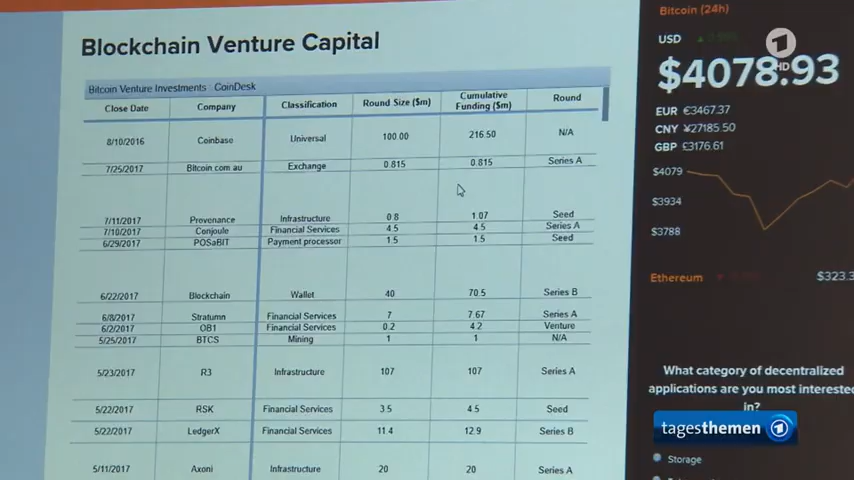 Blockchain Venture Capital
Bitcoin Venture Investments CoinDesk
Close Date Company Classification Round Size ($m) Cumulative Funding ($m) Round
8/10/2016 Coinbase Universal 100.00 216.50 N/A
7/25/2017 Bitcoin com au Exchange 0.815 0.815 Series A
7/11/2017 Provenance Infrastructure 0 8 1 07 Seed
7/10/2017 Conjoule Financial Services 4 5 4 5 Series A
6/29/2017 POSaBIT Payment processor 1.5 1.5 Seed
6/22/2017 Blockchain Wallet 40 70.5 Series B
6/8/2017 Stratumn Financial Services 7 7 67 Series A
6/2/2017 OB1 Financial Services 0.2 4 2 Venture
5/25/2017 BTCS Mining 1 1 N/A
5/23/2017 R3 Infrastructure 107 107 Series A
5/22/2017 RSK Financial Services 3.5 4.5 Seed
5/22/2017 LedgerX Financial Services 11.4 12.9 Series B
5/11/2017 Axoni Infrastructure 20 20 Series A
Bitcoin (24h)
USD
$4078.93
EUR €3467.37
CNY ¥27185.50
GBP £3176.61
$4079
$3934
$3788
Ethereum $323.3
What category of decentralized
applications are you most interested
in?
Storage
1
HD
tagesthemen 1